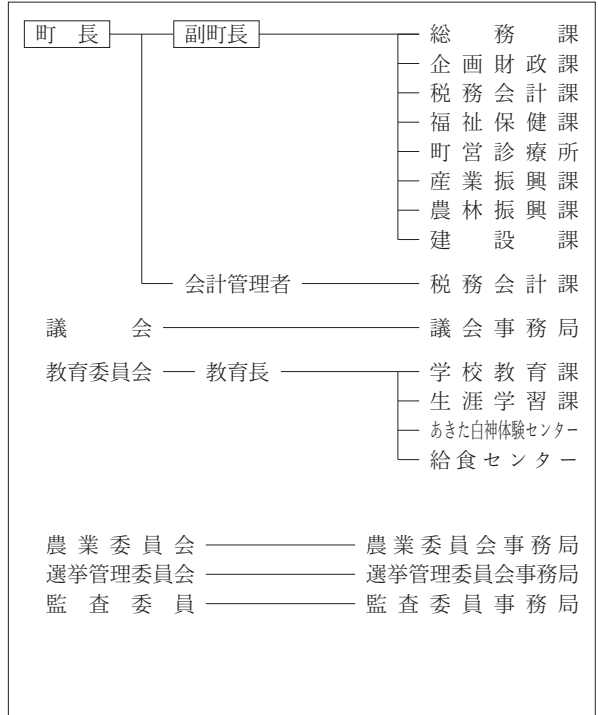 町長 副町長 総務課
企画財政課
税務会計課
福祉保健課
町営診療所
産業振興課
農林振興課
建設課
会計管理者 税務会計課
議会 議会事務局
教育委員会 教育長 学校教育課
生涯学習課
あきた白神体験センター
給食センター
農業委員会 農業委員会事務局
選挙管理委員会 選挙管理委員会事務局
監査委員 監査委員事務局